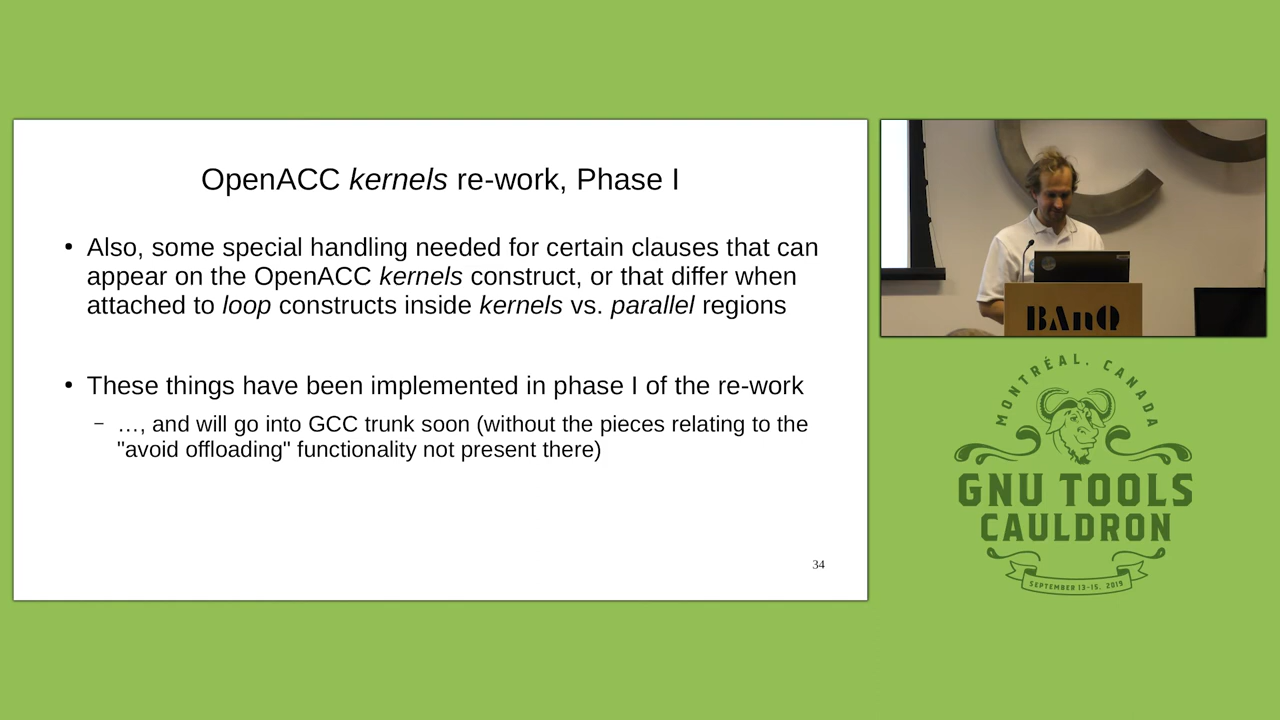 OpenACC kernels re-work, Phase I
• Also, some special handling needed for certain clauses that can
appear on the OpenACC kernels construct, or that differ when
attached to loop constructs inside kernels vs. parallel regions
• These things have been implemented in phase I of the re-work
– …, and will go into GCC trunk soon (without the pieces relating to the
"avoid offloading" functionality not present there)
34
BAnQ
MONTRÉAL, CANADA
GNU TOOLS
CAULDRON
SEPTEMBER 13-15, 2019